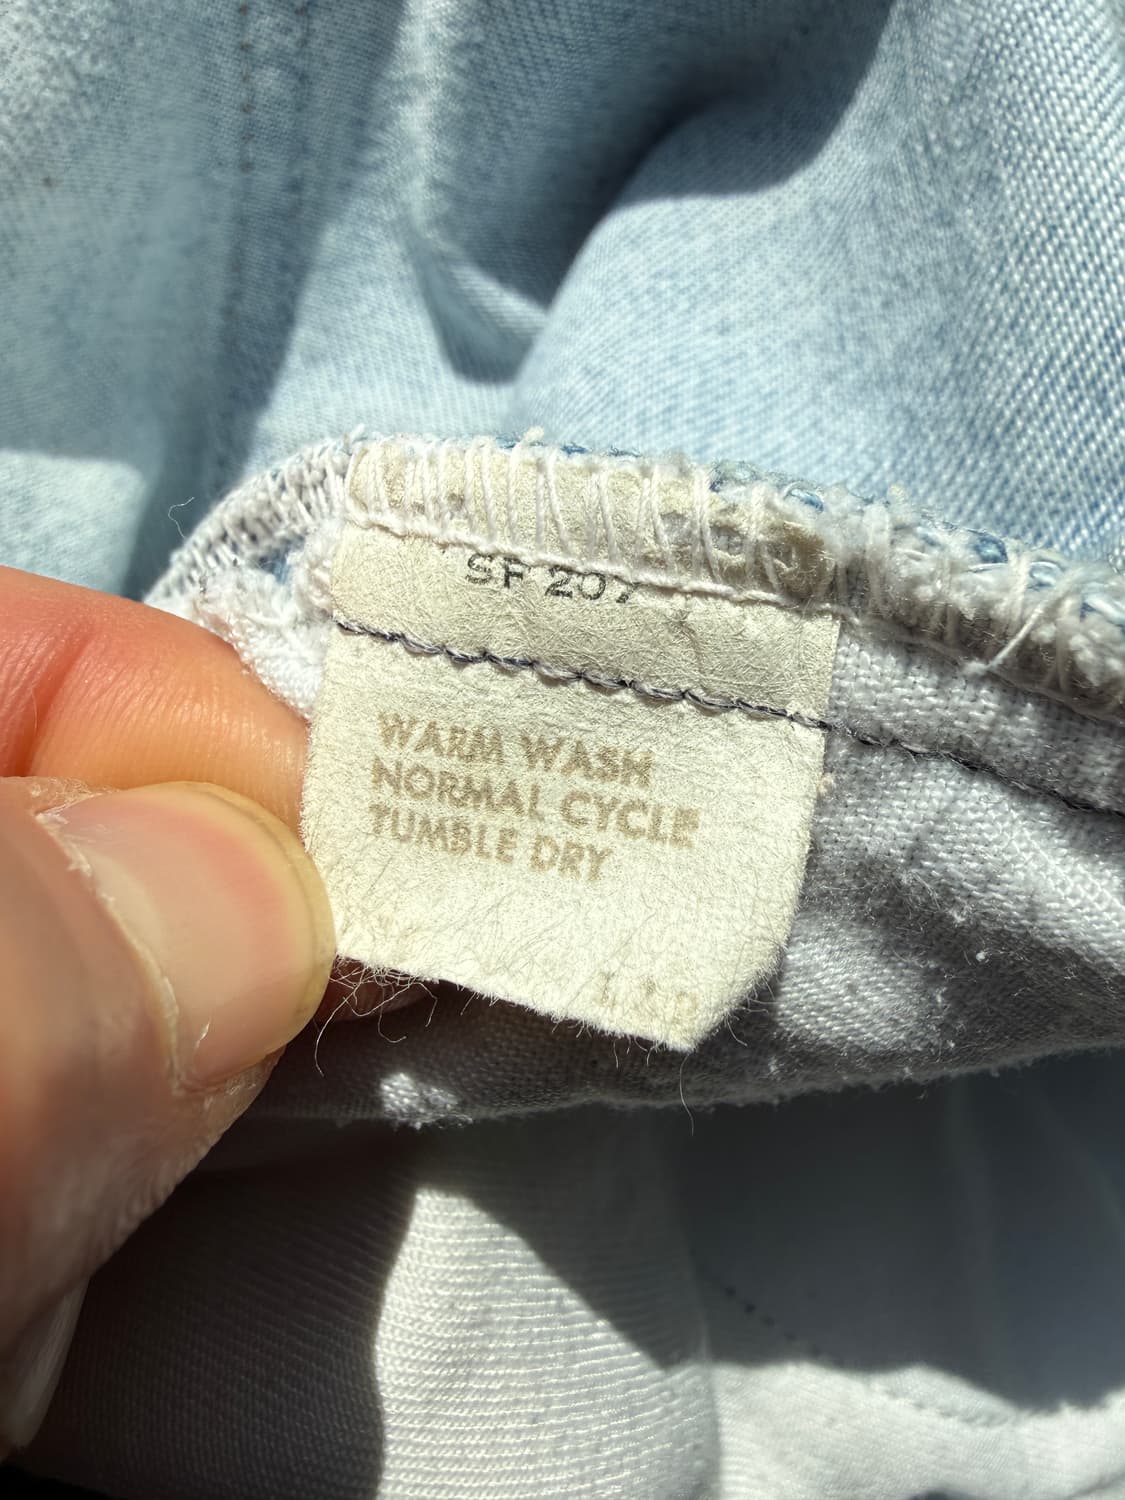 SF 207
WARM WASH
NORMAL CYCLE
TUMBLE DRY